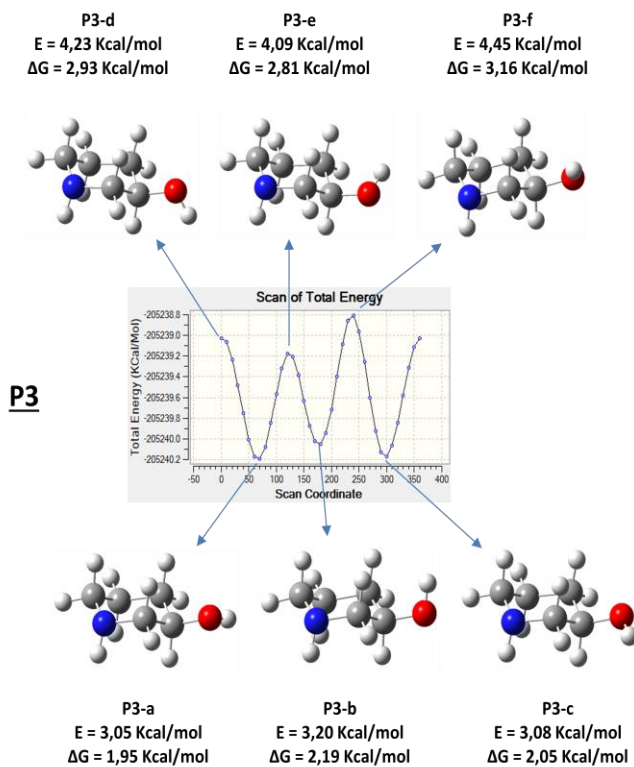 P3-d
E = 4,23 Kcal/mol
ΔG = 2,93 Kcal/mol
P3-e
E = 4,09 Kcal/mol
ΔG = 2,81 Kcal/mol
P3-f
E = 4,45 Kcal/mol
ΔG = 3,16 Kcal/mol
P3
Scan of Total Energy
Total Energy (KCal/Mol)
-205238.8
-205239.0
-205239.2
-205239.4
-205239.6
-205239.8
-205240.0
-205240.2
-50 0 50 100 150 200 250 300 350 400
Scan Coordinate
P3-a
E = 3,05 Kcal/mol
ΔG = 1,95 Kcal/mol
P3-b
E = 3,20 Kcal/mol
ΔG = 2,19 Kcal/mol
P3-c
E = 3,08 Kcal/mol
ΔG = 2,05 Kcal/mol